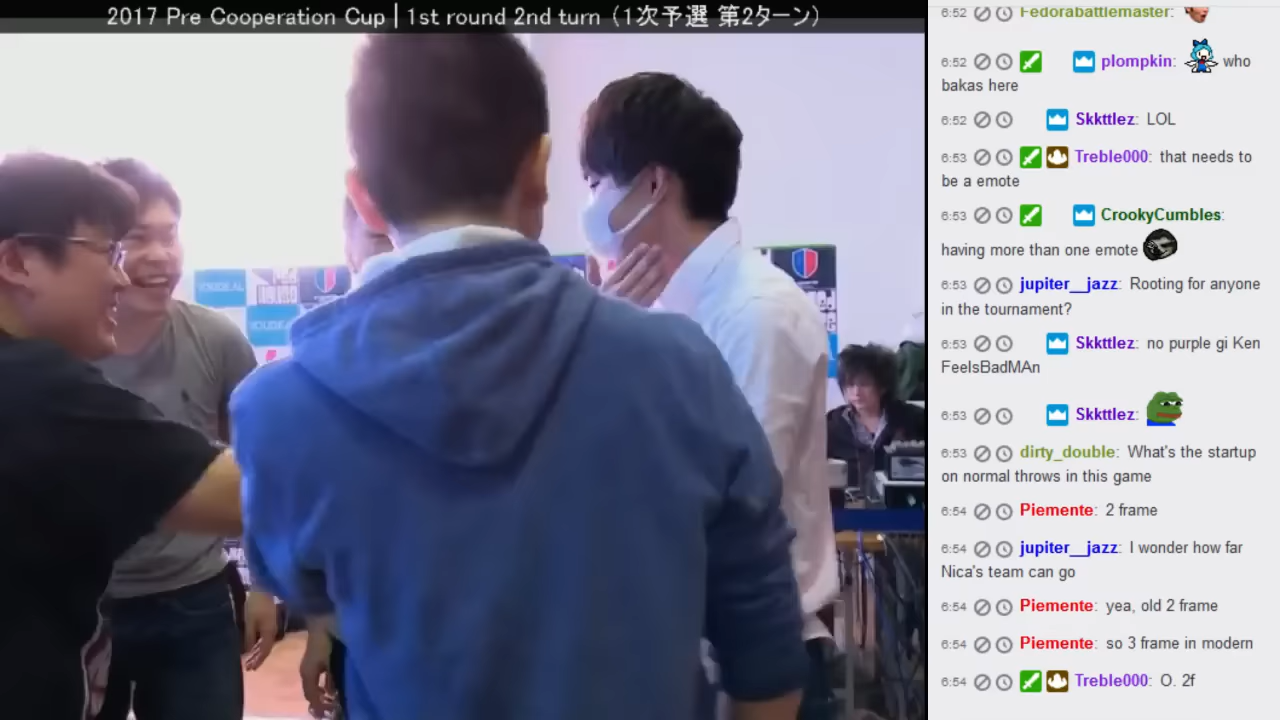 2017 Pre Cooperation Cup | 1st round 2nd turn (1次予選 第2ターン)
YOUDEAL
YOUDEAL
6:52 Fedorabattlemaster:
6:52 plompkin: who
bakas here
6:52 Skkttlez: LOL
6:53 Treble000: that needs to
be a emote
6:53 CrookyCumbles:
having more than one emote
6:53 jupiter__jazz: Rooting for anyone
in the tournament?
6:53 Skkttlez: no purple gi Ken
FeelsBadMAn
6:53 Skkttlez:
6:53 dirty_double: What's the startup
on normal throws in this game
6:54 Piemente: 2 frame
6:54 jupiter__jazz: I wonder how far
Nica's team can go
6:54 Piemente: yea, old 2 frame
6:54 Piemente: so 3 frame in modern
6:54 Treble000: O. 2f